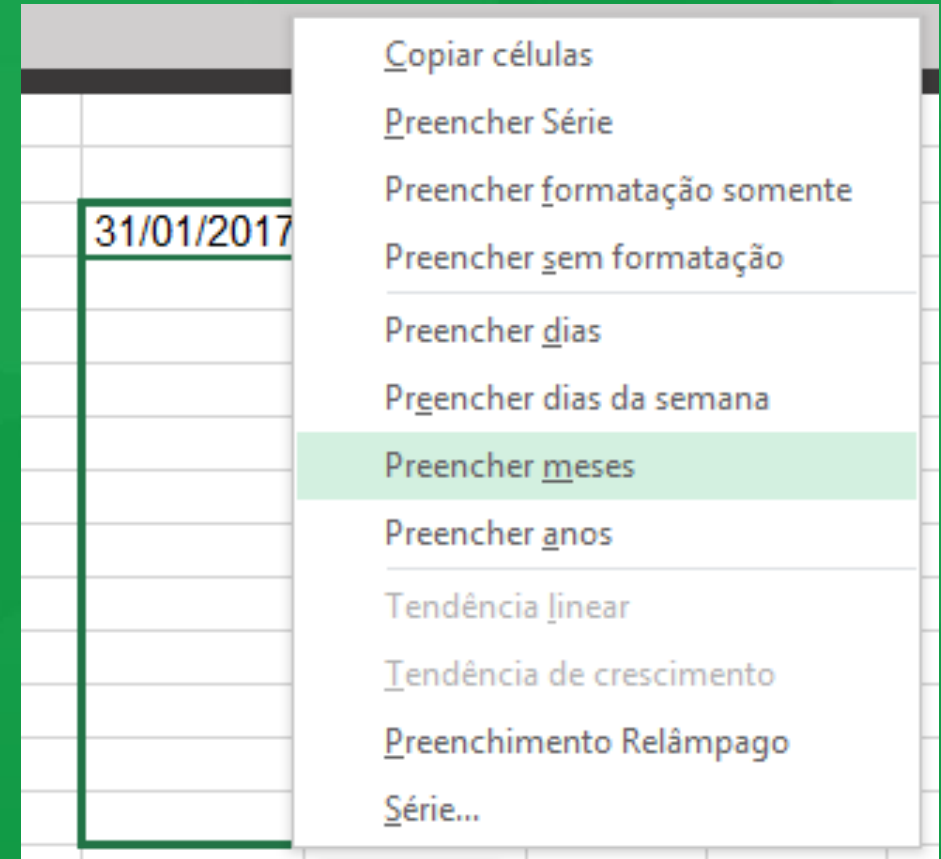 Copiar células
Preencher Série
31/01/2017
Preencher formatação somente
Preencher sem formatação
Preencher dias
Preencher dias da semana
Preencher meses
Preencher anos
Tendência linear
Tendência de crescimento
Preenchimento Relâmpago
Série...